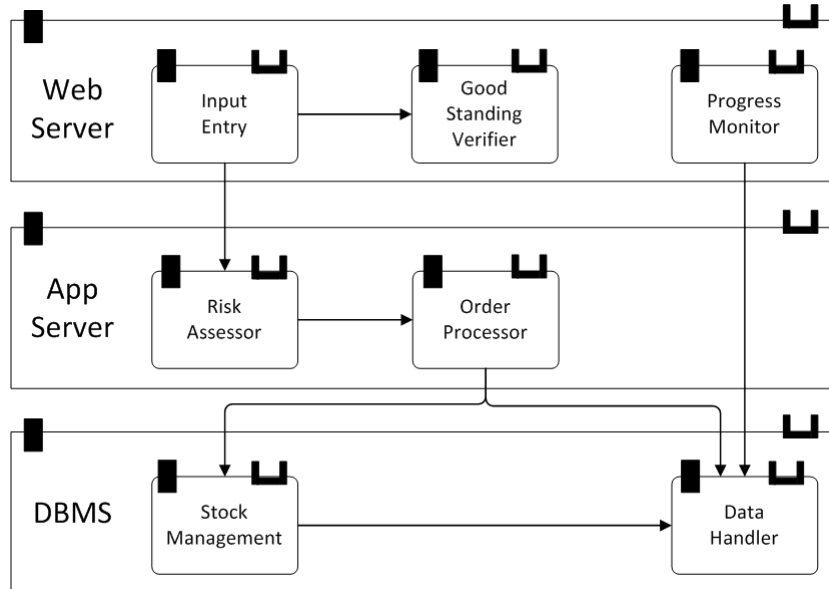 Web
Server
Input
Entry
Good
Standing
Verifier
Progress
Monitor
App
Server
Risk
Assessor
Order
Processor
DBMS
Stock
Management
Data
Handler